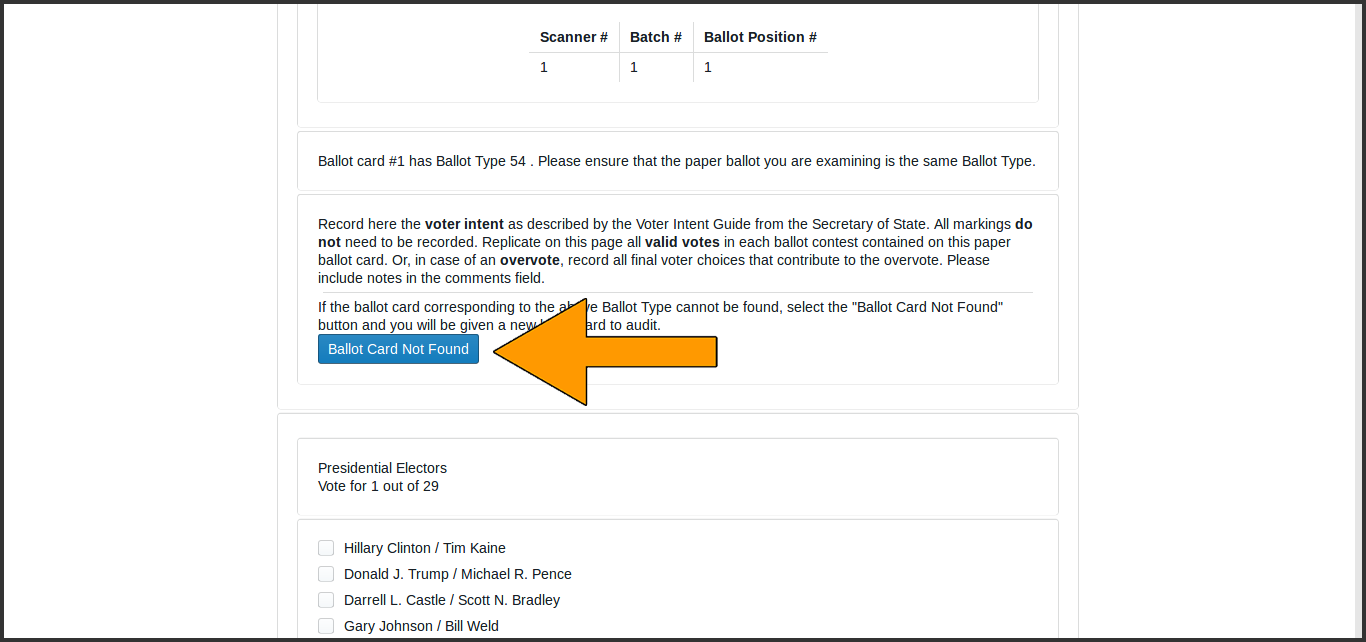 Scanner # Batch # Ballot Position #
1 1 1
Ballot card #1 has Ballot Type 54 . Please ensure that the paper ballot you are examining is the same Ballot Type.
Record here the voter intent as described by the Voter Intent Guide from the Secretary of State. All markings do
not need to be recorded. Replicate on this page all valid votes in each ballot contest contained on this paper
ballot card. Or, in case of an overvote, record all final voter choices that contribute to the overvote. Please
include notes in the comments field.
If the ballot card corresponding to the above Ballot Type cannot be found, select the "Ballot Card Not Found"
button and you will be given a new card to audit.
Ballot Card Not Found
Presidential Electors
Vote for 1 out of 29
Hillary Clinton / Tim Kaine
Donald J. Trump / Michael R. Pence
Darrell L. Castle / Scott N. Bradley
Gary Johnson / Bill Weld